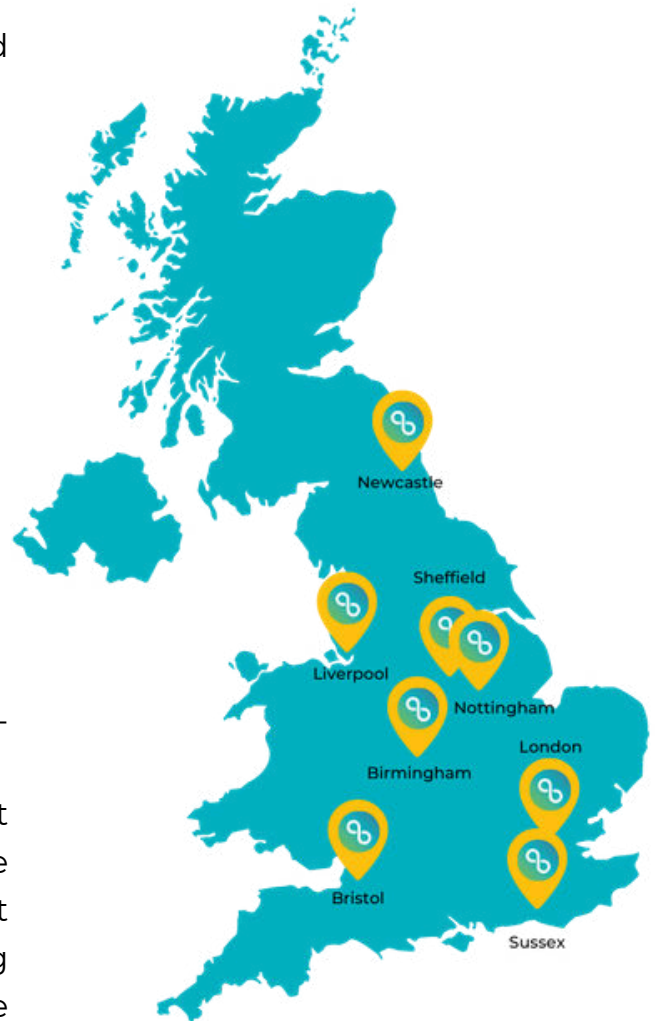 d
Newcastle
Sheffield
Liverpool
Nottingham
London
Birmingham
t
e
Bristol
t
Sussex
g
e